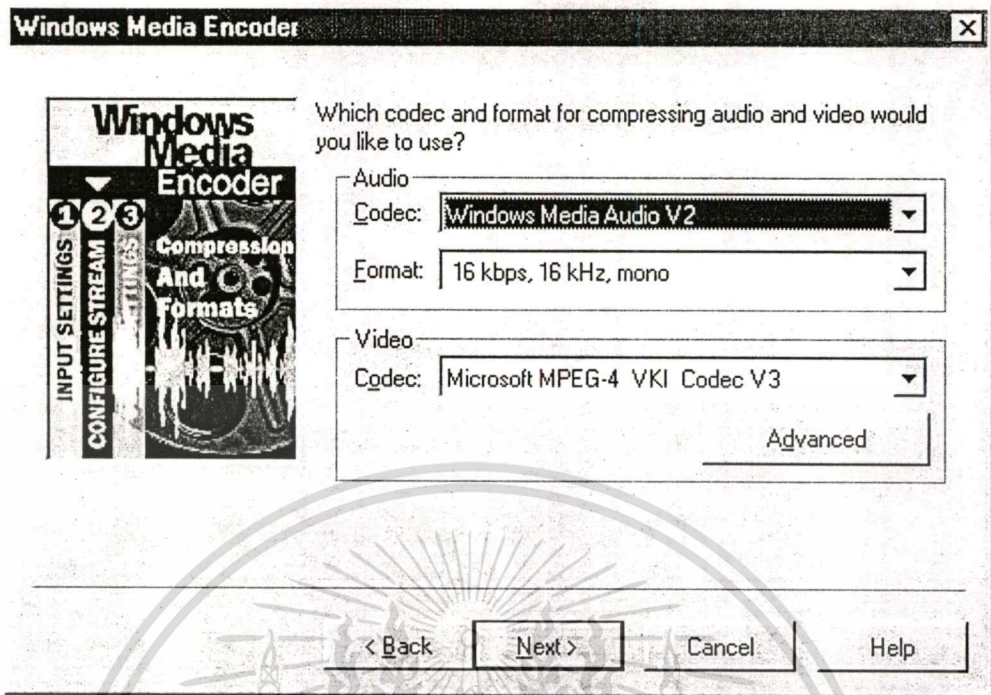 Windows Media Encoder
Windows
Media
Encoder
1 2 3
INPUT SETTINGS
CONFIGURE STREAM
Compression
And
Formats
Which codec and format for compressing audio and video would
you like to use?
Audio
Codec: Windows Media Audio V2
Format: 16 kbps, 16 kHz, mono
Video
Codec: Microsoft MPEG-4 VKI Codec V3
Advanced
< Back Next > Cancel Help